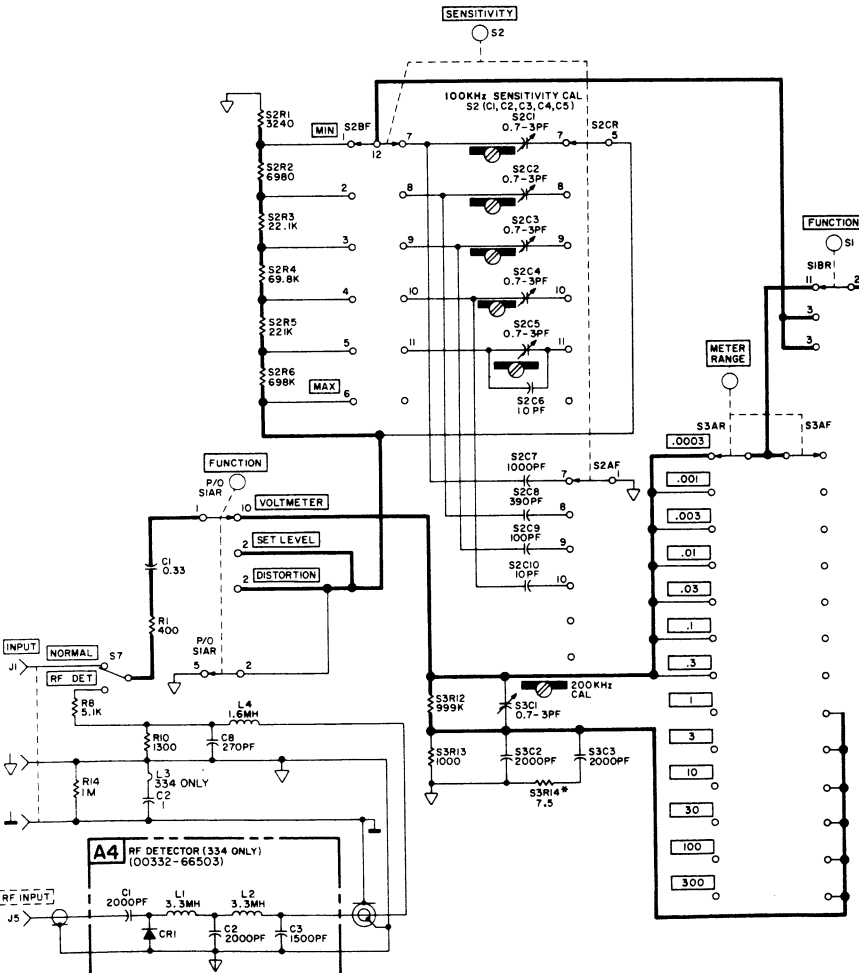 SENSITIVITY
S2
100KHz SENSITIVITY CAL
S2 (C1, C2, C3, C4, C5)
S2R1
3240
MIN
1
S2BF
12
7
S2C1
0.7-3PF
7
S2CR
5
S2R2
6980
2
8
S2C2
0.7-3PF
8
S2R3
22.1K
3
9
S2C3
0.7-3PF
9
S2R4
69.8K
4
10
S2C4
0.7-3PF
10
S2R5
221K
5
11
S2C5
0.7-3PF
11
S2R6
698K
MAX
6
S2C6
10PF
FUNCTION
S1
S1BR
11
2
3
3
METER
RANGE
S3AR
S3AF
.0003
.001
.003
.01
.03
.1
.3
1
3
10
30
100
300
S2C7
1000PF
7
S2AF
1
S2C8
390PF
8
S2C9
100PF
9
S2C10
10PF
10
FUNCTION
P/O
S1AR
1
10
VOLTMETER
2
SET LEVEL
2
DISTORTION
C1
0.33
R1
400
P/O
S1AR
5
2
INPUT
J1
NORMAL
S7
RF DET
R8
5.1K
L4
1.6MH
R10
1300
C8
270PF
L3
334 ONLY
C2
1
R14
1M
S3R12
999K
S3C1
0.7-3PF
200KHz
CAL
S3R13
1000
S3C2
2000PF
S3C3
2000PF
S3R14*
7.5
A4
RF DETECTOR (334 ONLY)
(00332-66503)
RF INPUT
J5
C1
2000PF
L1
3.3MH
L2
3.3MH
CR1
C2
2000PF
C3
1500PF